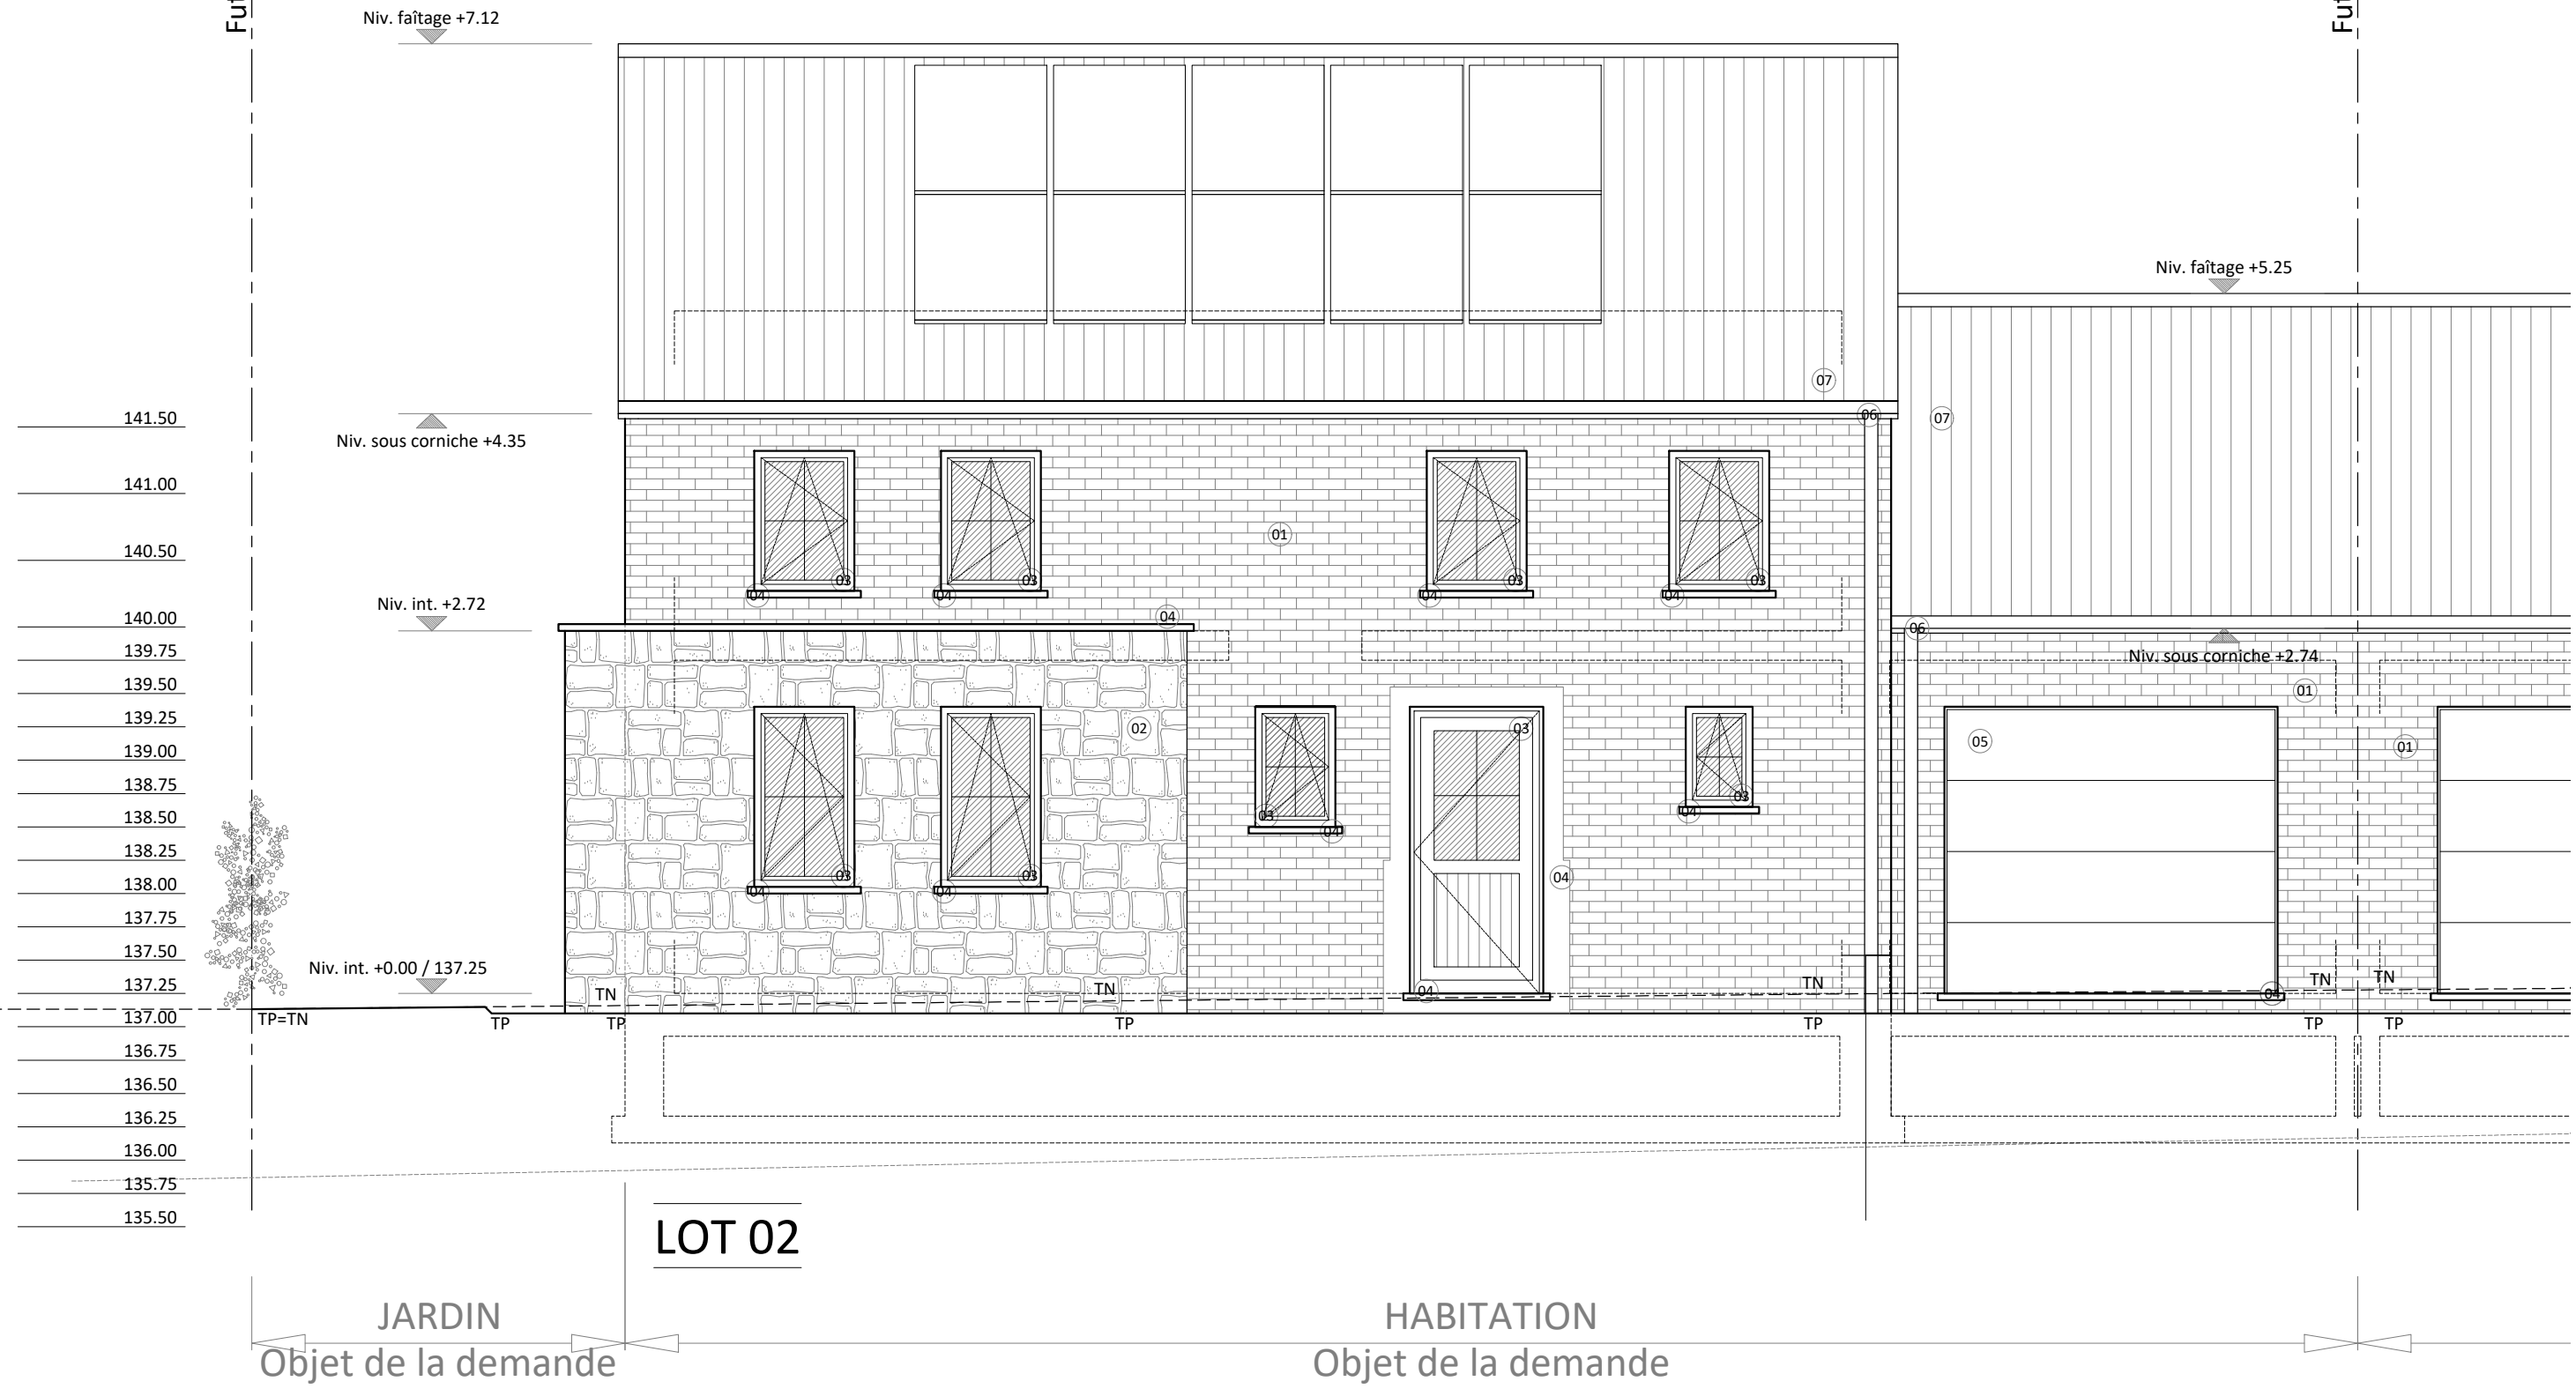 Fut
Fut
Niv. faîtage +7.12
Niv. faîtage +5.25
07
141.50
Niv. sous corniche +4.35
06
07
141.00
01
140.50
03
03
03
03
04
04
04
04
Niv. int. +2.72
140.00
04
06
139.75
Niv. sous corniche +2.74
139.50
01
139.25
02
03
05
01
139.00
138.75
03
04
138.50
03
04
138.25
138.00
03
03
04
04
04
137.75
137.50
Niv. int. +0.00 / 137.25
137.25
TN
TN
TN
TN
TN
04
04
137.00
TP=TN
TP
TP
TP
TP
TP
TP
136.75
136.50
136.25
136.00
135.75
135.50
LOT 02
JARDIN
Objet de la demande
HABITATION
Objet de la demande